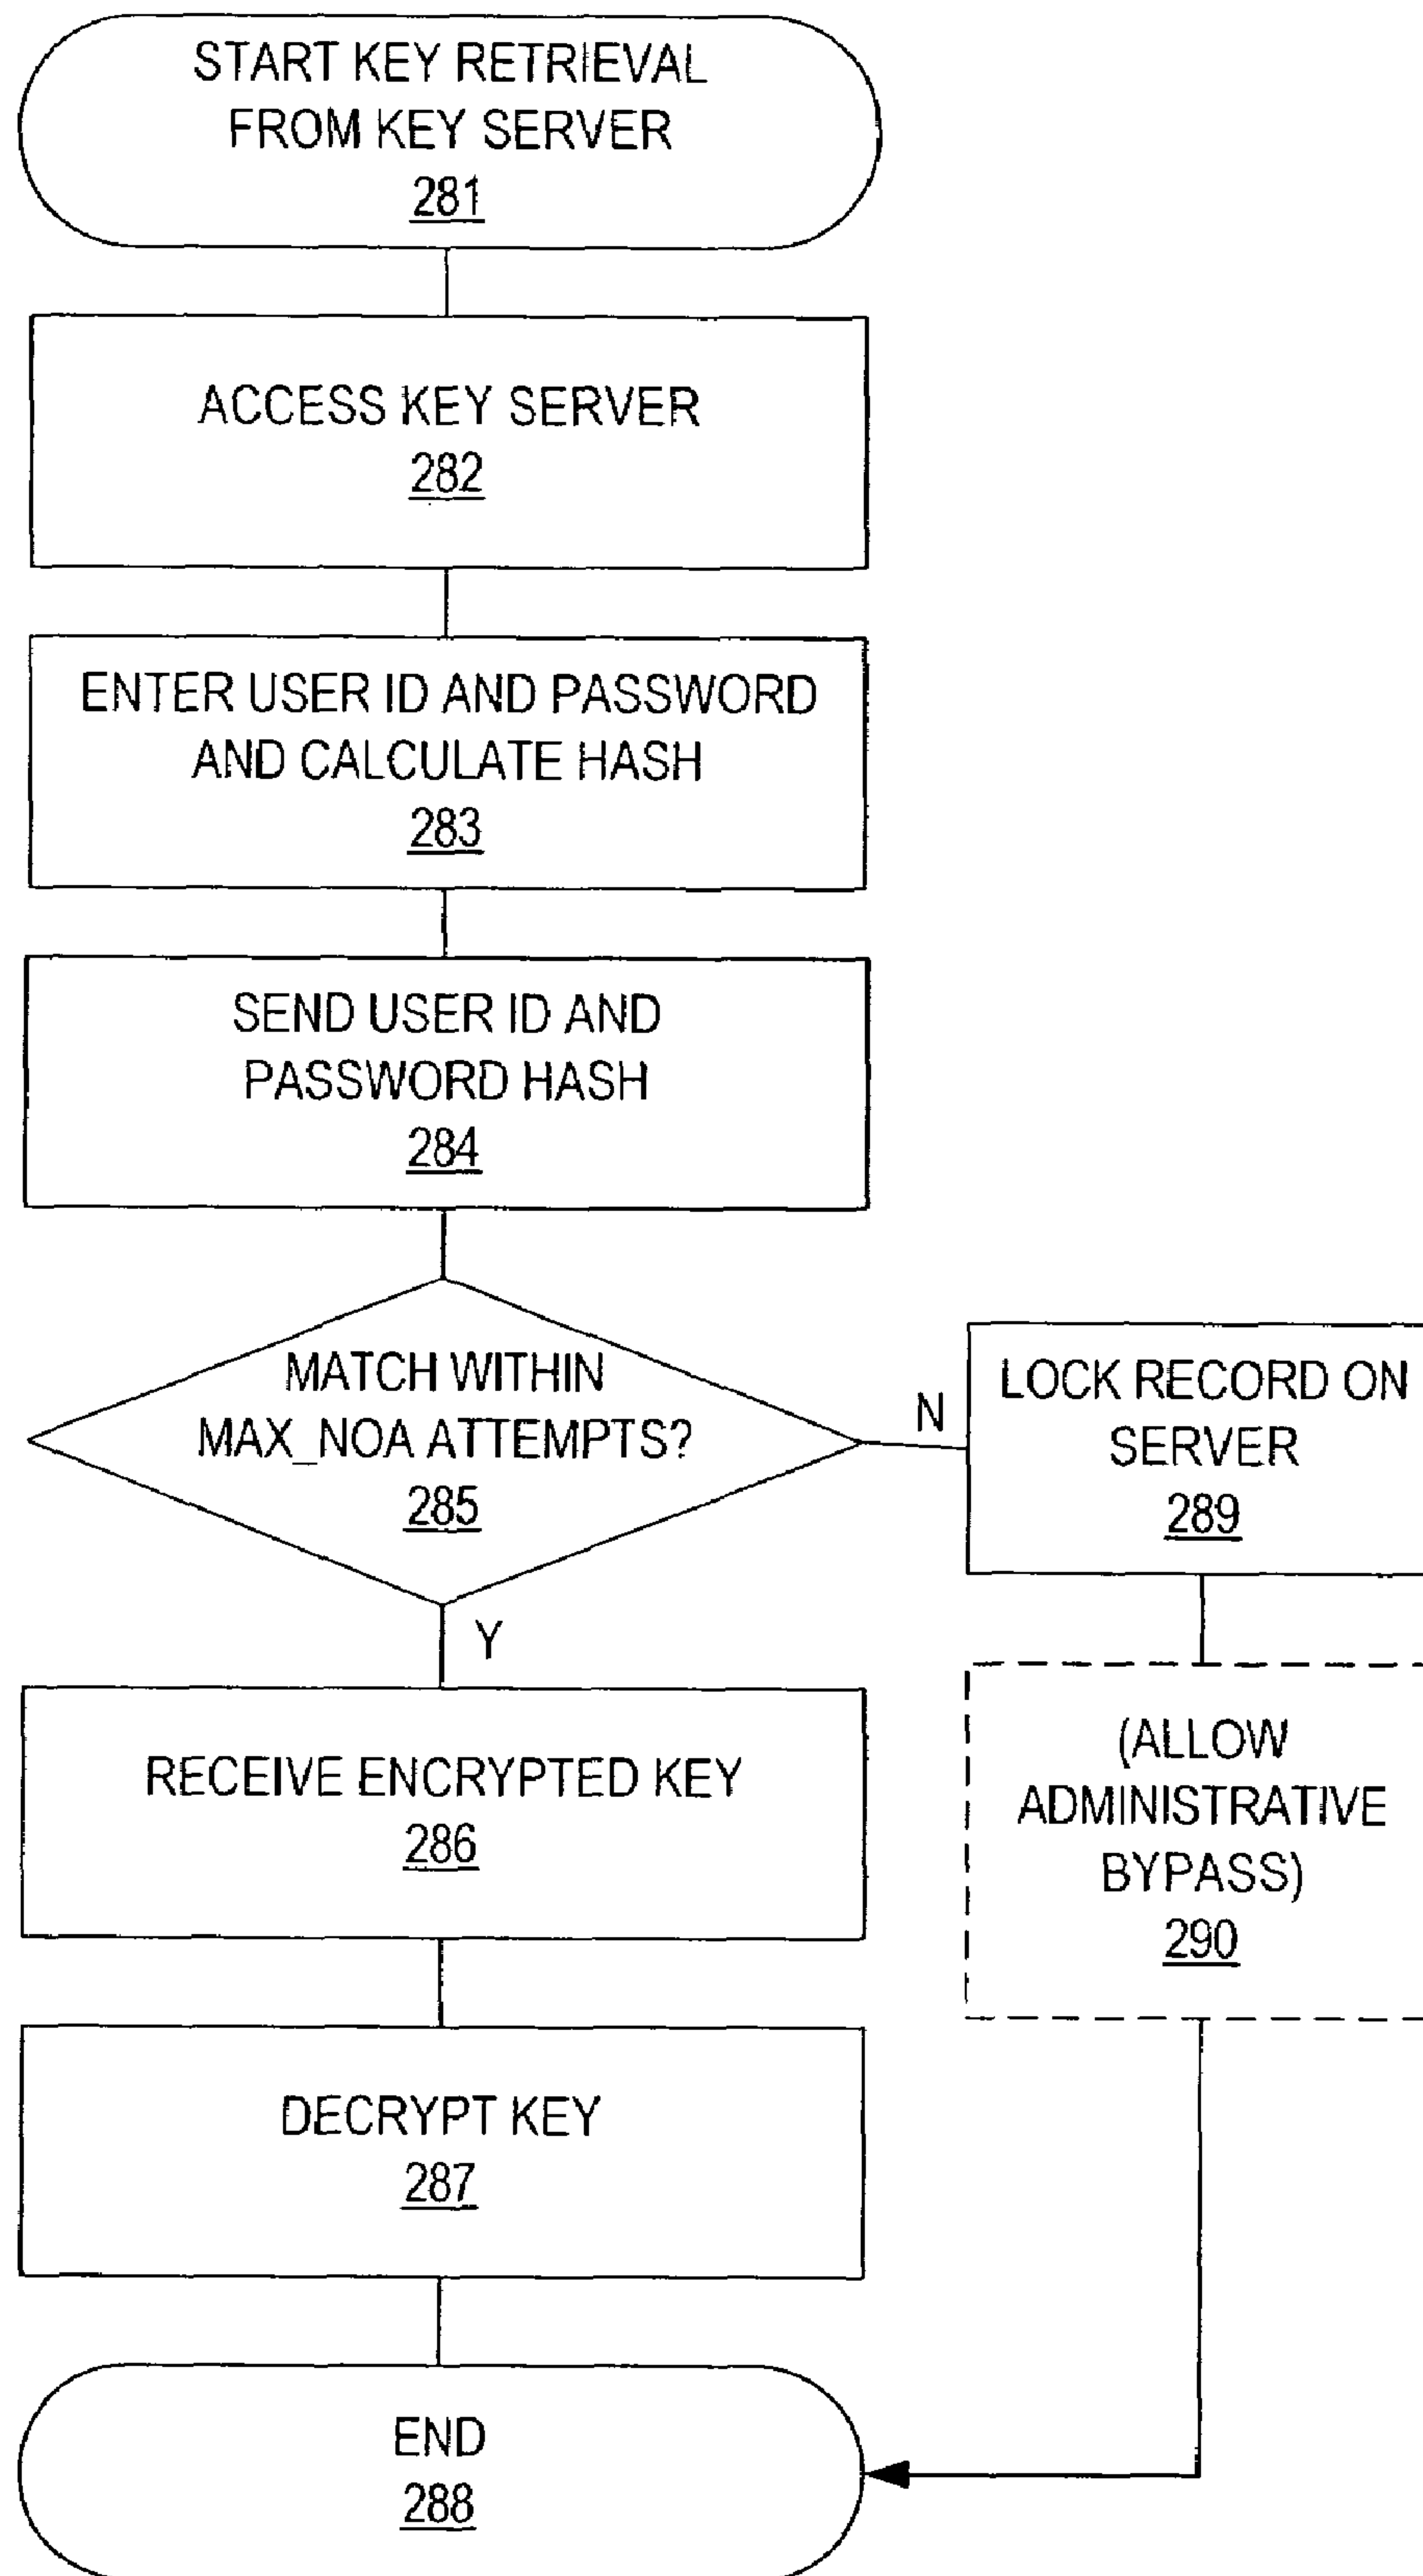 START KEY RETRIEVAL
FROM KEY SERVER
281
ACCESS KEY SERVER
282
ENTER USER ID AND PASSWORD
AND CALCULATE HASH
283
SEND USER ID AND
PASSWORD HASH
284
MATCH WITHIN
MAX_NOA ATTEMPTS?
285
N
LOCK RECORD ON
SERVER
289
Y
RECEIVE ENCRYPTED KEY
286
(ALLOW
ADMINISTRATIVE
BYPASS)
290
DECRYPT KEY
287
END
288